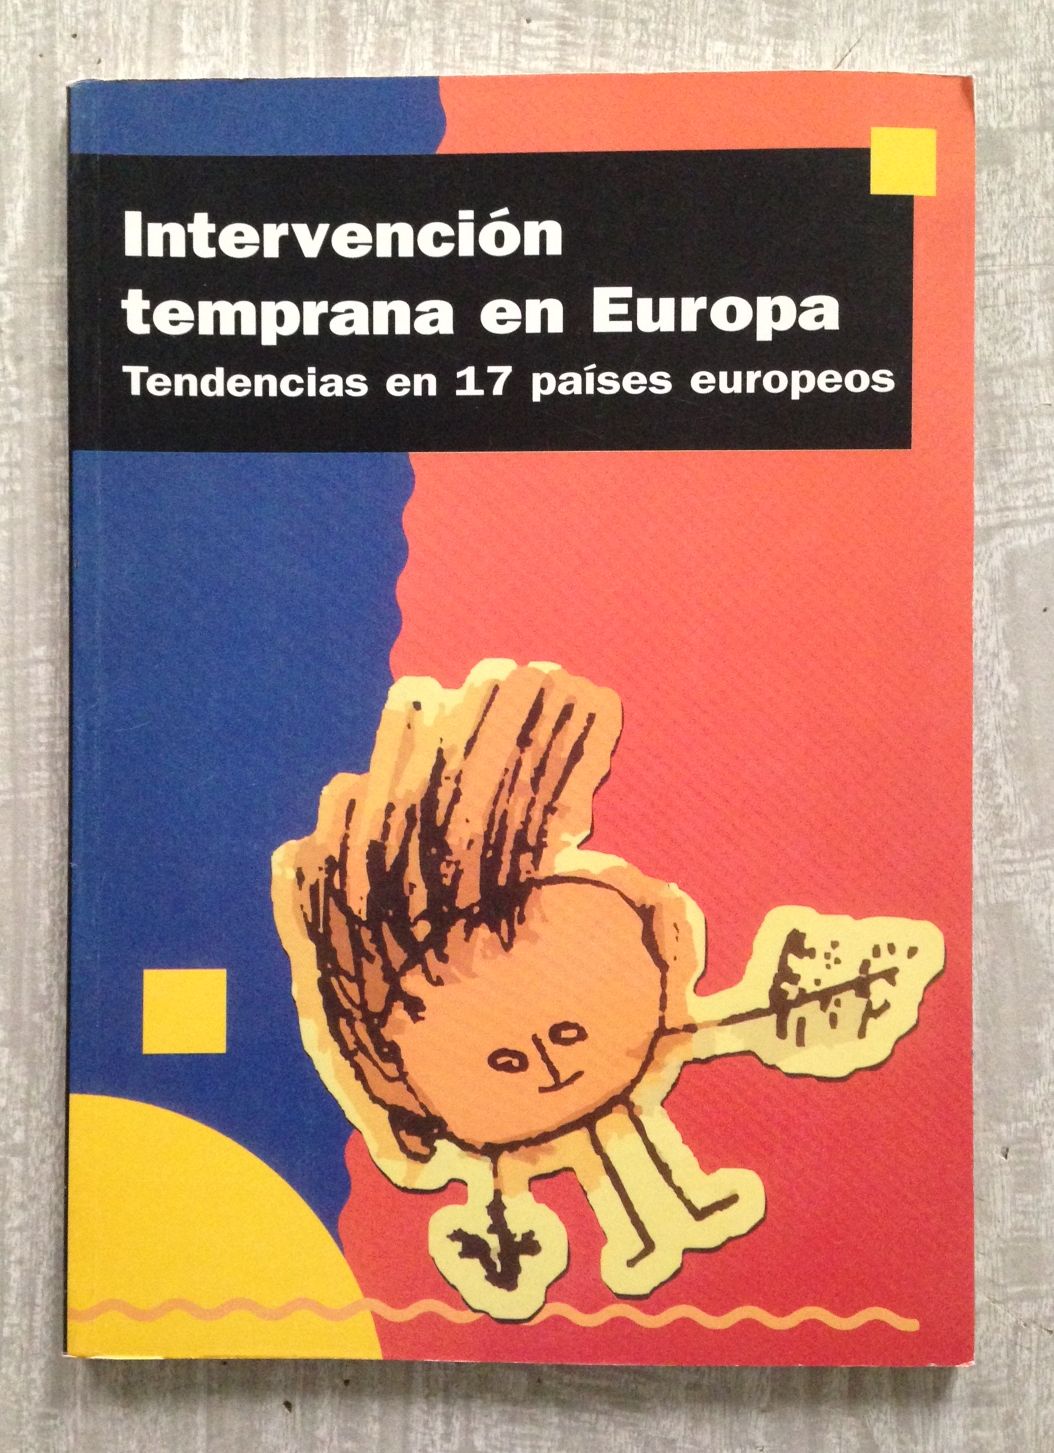 Intervención
temprana en Europa
Tendencias en 17 países europeos